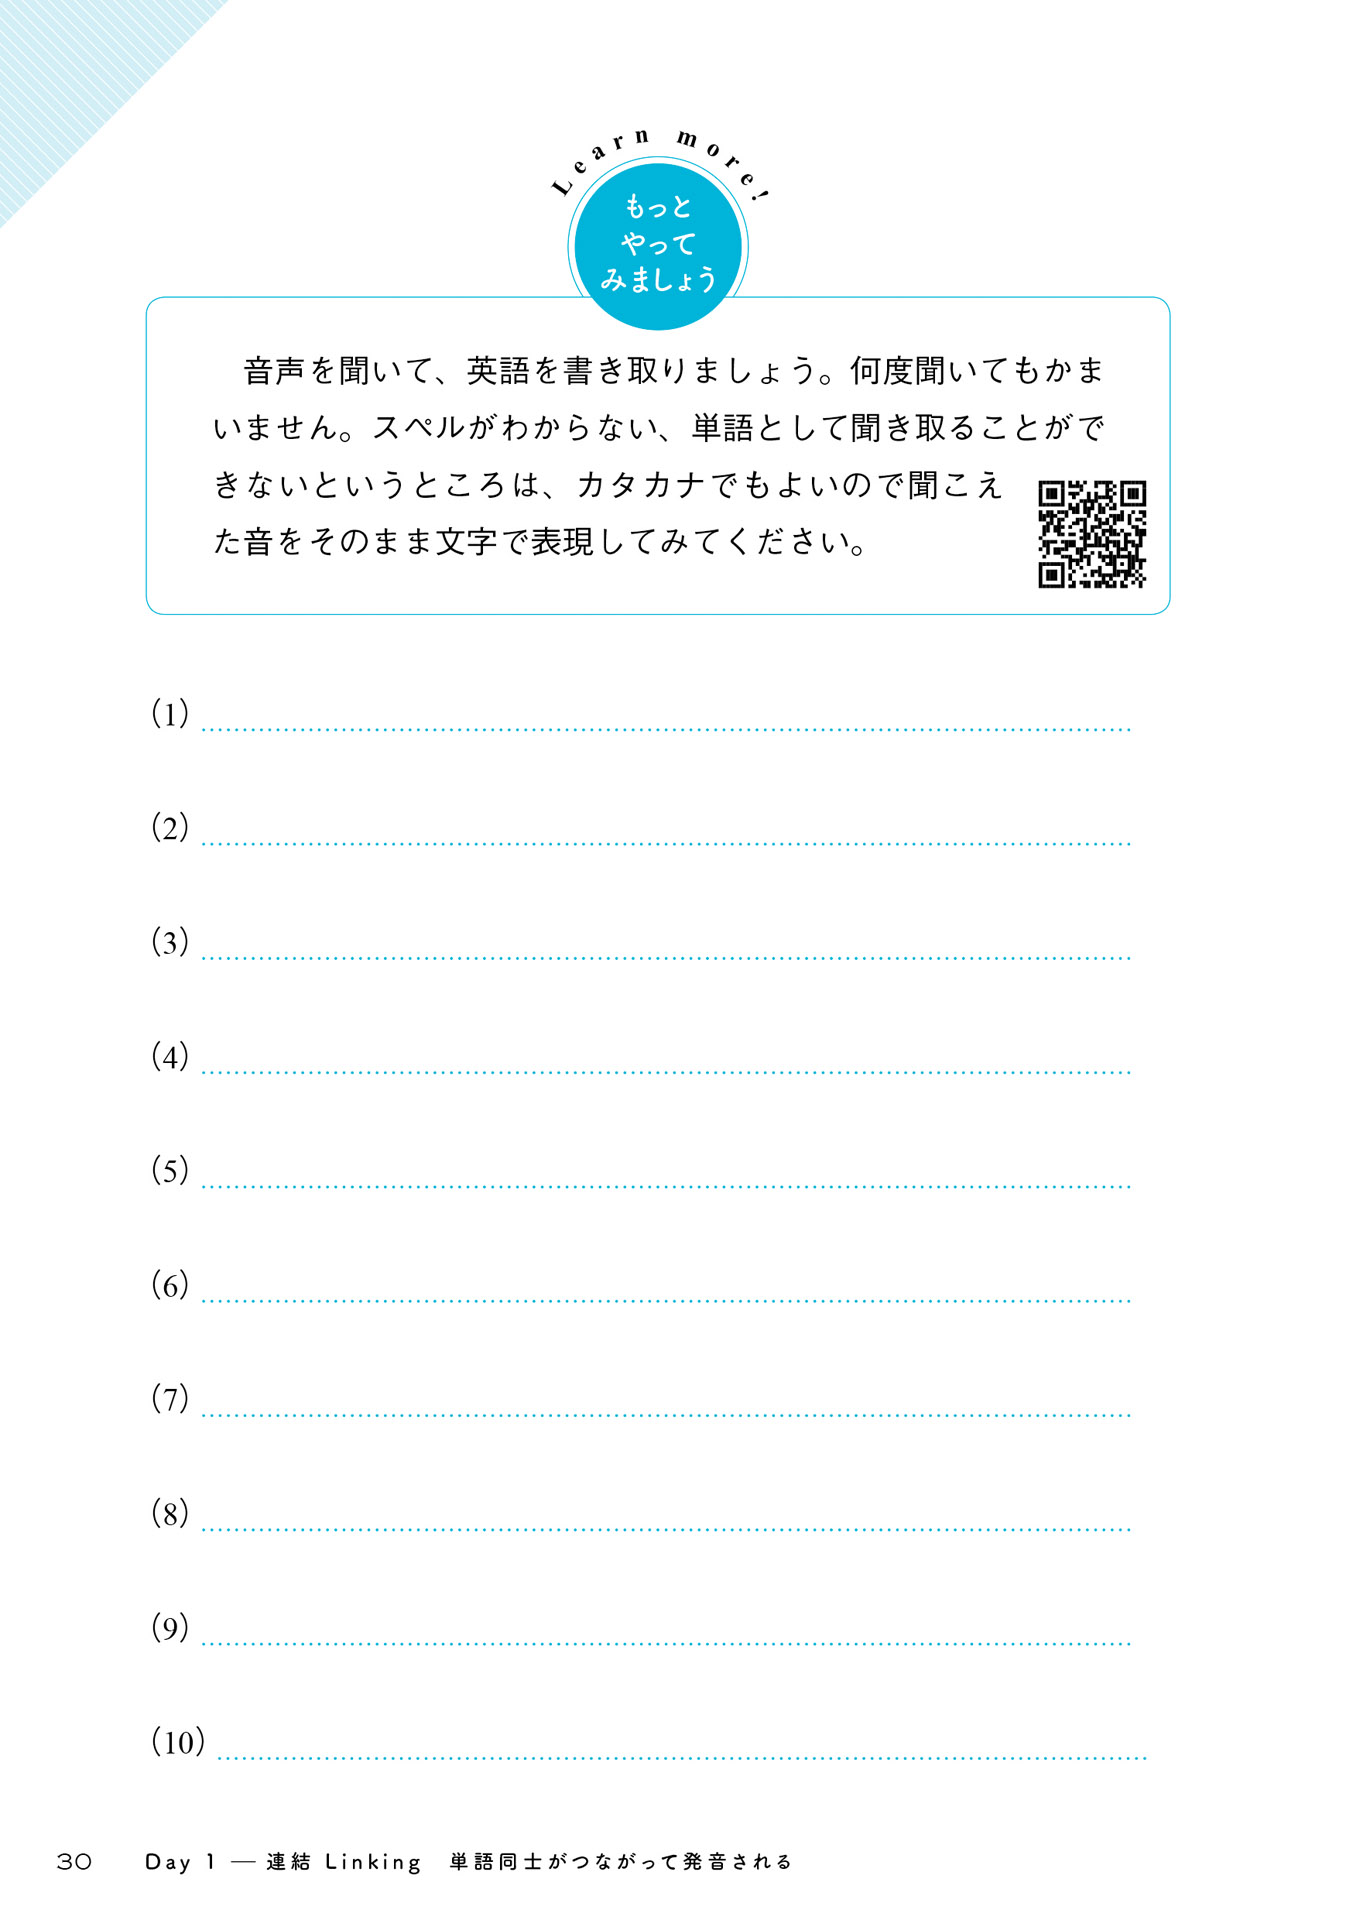 Learn more!
もっと
やって
みましょう
音声を聞いて、英語を書き取りましょう。何度聞いてもかま
いません。スペルがわからない、単語として聞き取ることがで
きないというところは、カタカナでもよいので聞こえ
た音をそのまま文字で表現してみてください。
(1)
(2)
(3)
(4)
(5)
(6)
(7)
(8)
(9)
(10)
30 Day 1 — 連結 Linking 単語同士がつながって発音される